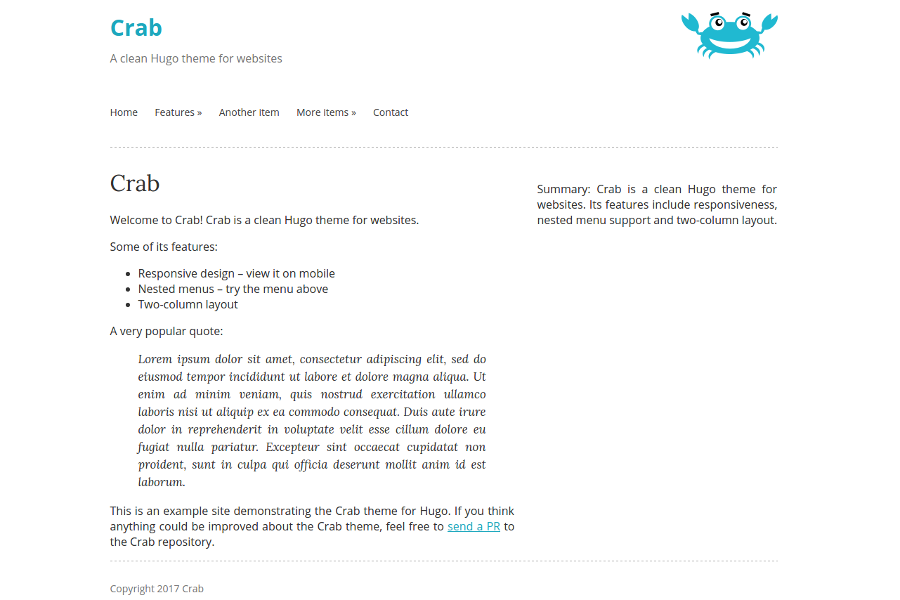 Crab
A clean Hugo theme for websites
Home Features » Another item More items » Contact
Crab
Welcome to Crab! Crab is a clean Hugo theme for websites.
Some of its features:
• Responsive design – view it on mobile
• Nested menus – try the menu above
• Two-column layout
A very popular quote:
Lorem ipsum dolor sit amet, consectetur adipiscing elit, sed do
eiusmod tempor incididunt ut labore et dolore magna aliqua. Ut
enim ad minim veniam, quis nostrud exercitation ullamco
laboris nisi ut aliquip ex ea commodo consequat. Duis aute irure
dolor in reprehenderit in voluptate velit esse cillum dolore eu
fugiat nulla pariatur. Excepteur sint occaecat cupidatat non
proident, sunt in culpa qui officia deserunt mollit anim id est
laborum.
This is an example site demonstrating the Crab theme for Hugo. If you think
anything could be improved about the Crab theme, feel free to send a PR to
the Crab repository.
Summary: Crab is a clean Hugo theme for
websites. Its features include responsiveness,
nested menu support and two-column layout.
Copyright 2017 Crab